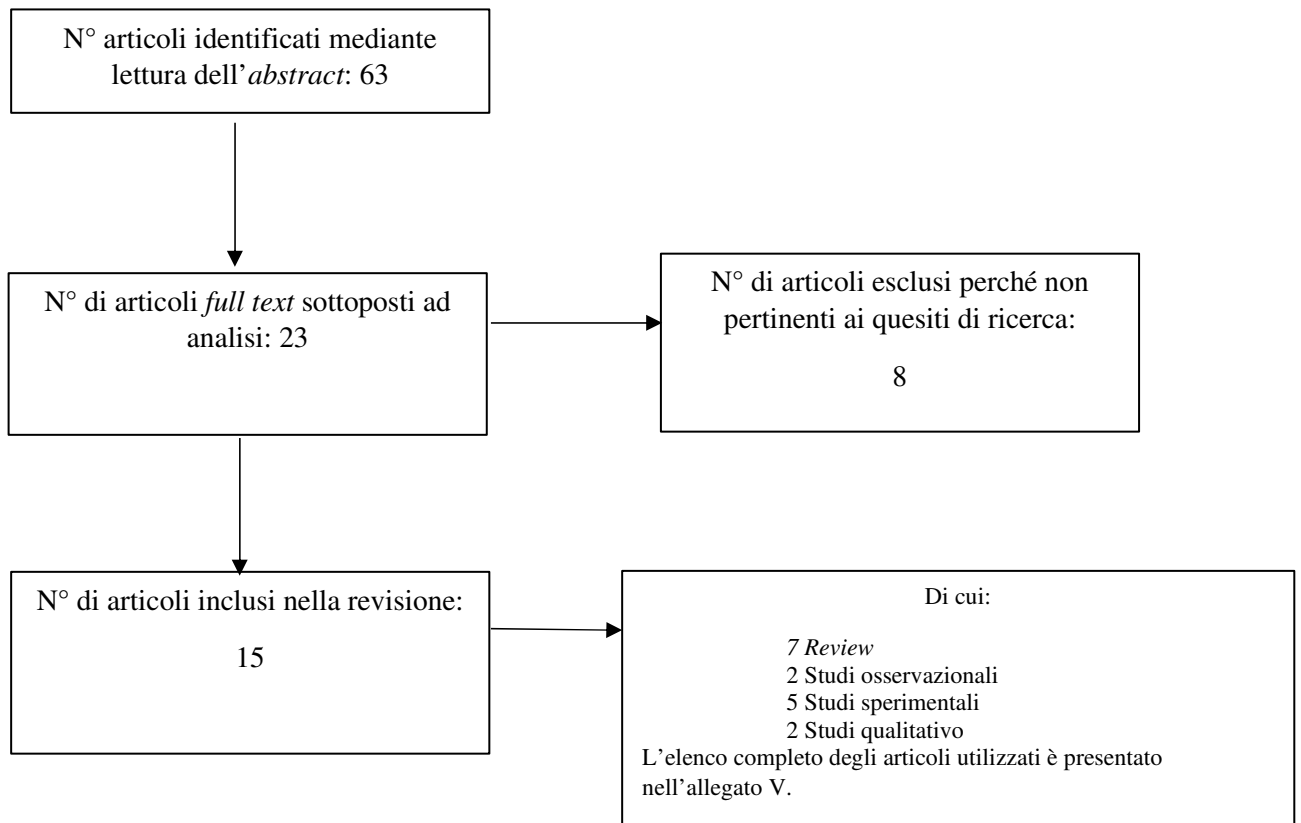 N° articoli identificati mediante
lettura dell’abstract: 63
N° di articoli full text sottoposti ad
analisi: 23
N° di articoli esclusi perché non
pertinenti ai quesiti di ricerca:
8
N° di articoli inclusi nella revisione:
15
Di cui:
7 Review
2 Studi osservazionali
5 Studi sperimentali
2 Studi qualitativo
L’elenco completo degli articoli utilizzati è presentato
nell’allegato V.